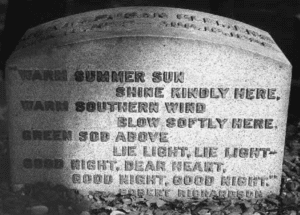 "WARM SUMMER SUN
SHINE KINDLY HERE,
WARM SOUTHERN WIND
BLOW SOFTLY HERE.
GREEN SOD ABOVE
LIE LIGHT, LIE LIGHT—
GOOD NIGHT, DEAR HEART,
GOOD NIGHT, GOOD NIGHT."
ROBERT RICHARDSON